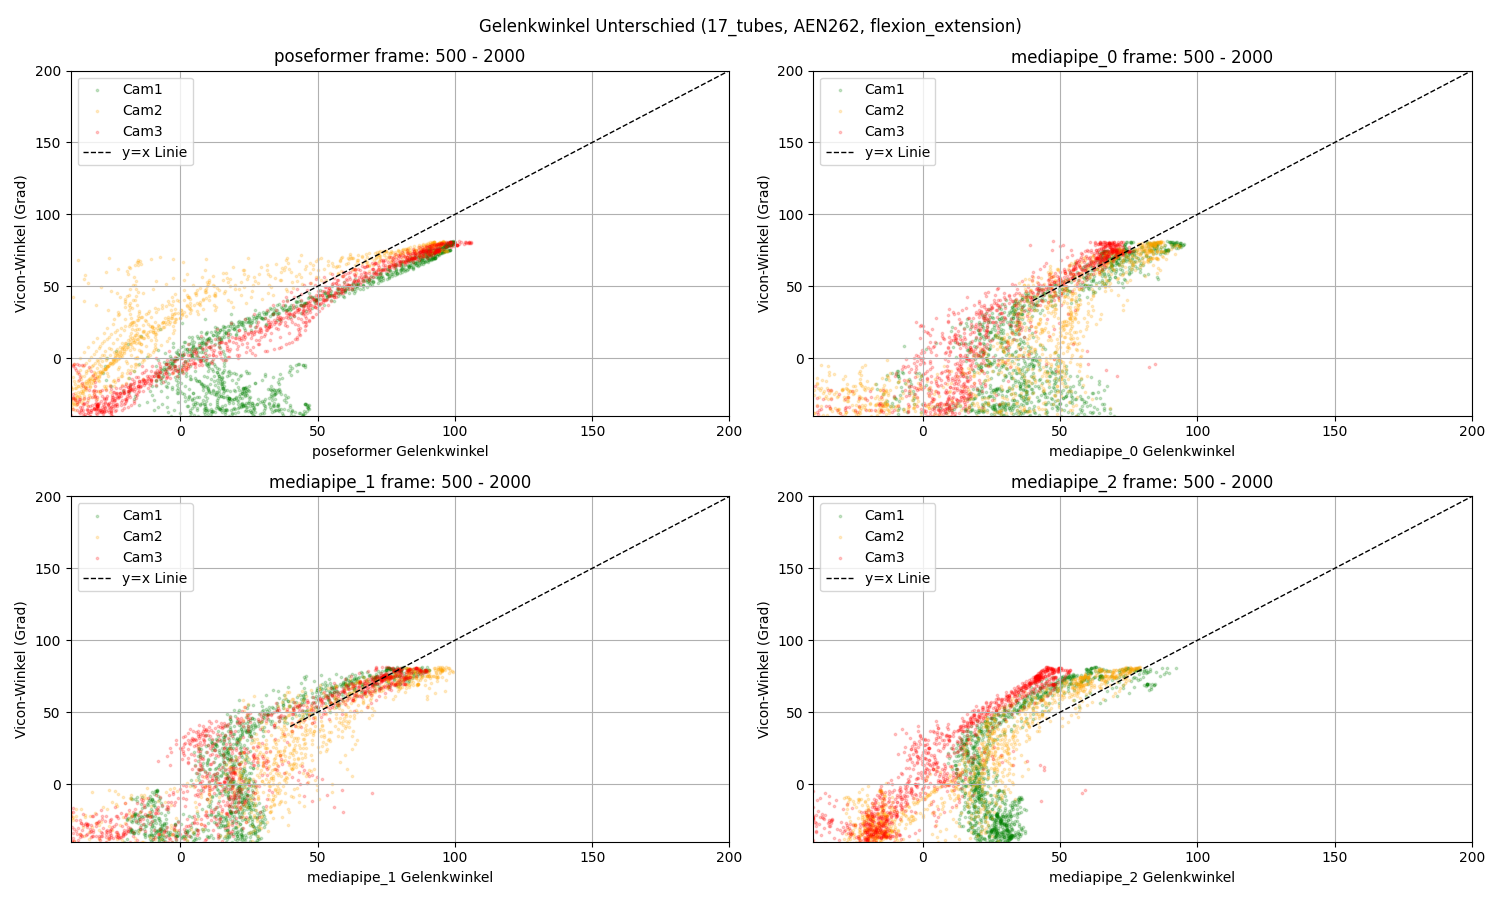 Gelenkwinkel Unterschied (17_tubes, AEN262, flexion_extension)
poseformer frame: 500 - 2000
200
150
100
50
0
Vicon-Winkel (Grad)
Cam1
Cam2
Cam3
y=x Linie
0 50 100 150 200
poseformer Gelenkwinkel
mediapipe_0 frame: 500 - 2000
200
150
100
50
0
Vicon-Winkel (Grad)
Cam1
Cam2
Cam3
y=x Linie
0 50 100 150 200
mediapipe_0 Gelenkwinkel
mediapipe_1 frame: 500 - 2000
200
150
100
50
0
Vicon-Winkel (Grad)
Cam1
Cam2
Cam3
y=x Linie
0 50 100 150 200
mediapipe_1 Gelenkwinkel
mediapipe_2 frame: 500 - 2000
200
150
100
50
0
Vicon-Winkel (Grad)
Cam1
Cam2
Cam3
y=x Linie
0 50 100 150 200
mediapipe_2 Gelenkwinkel